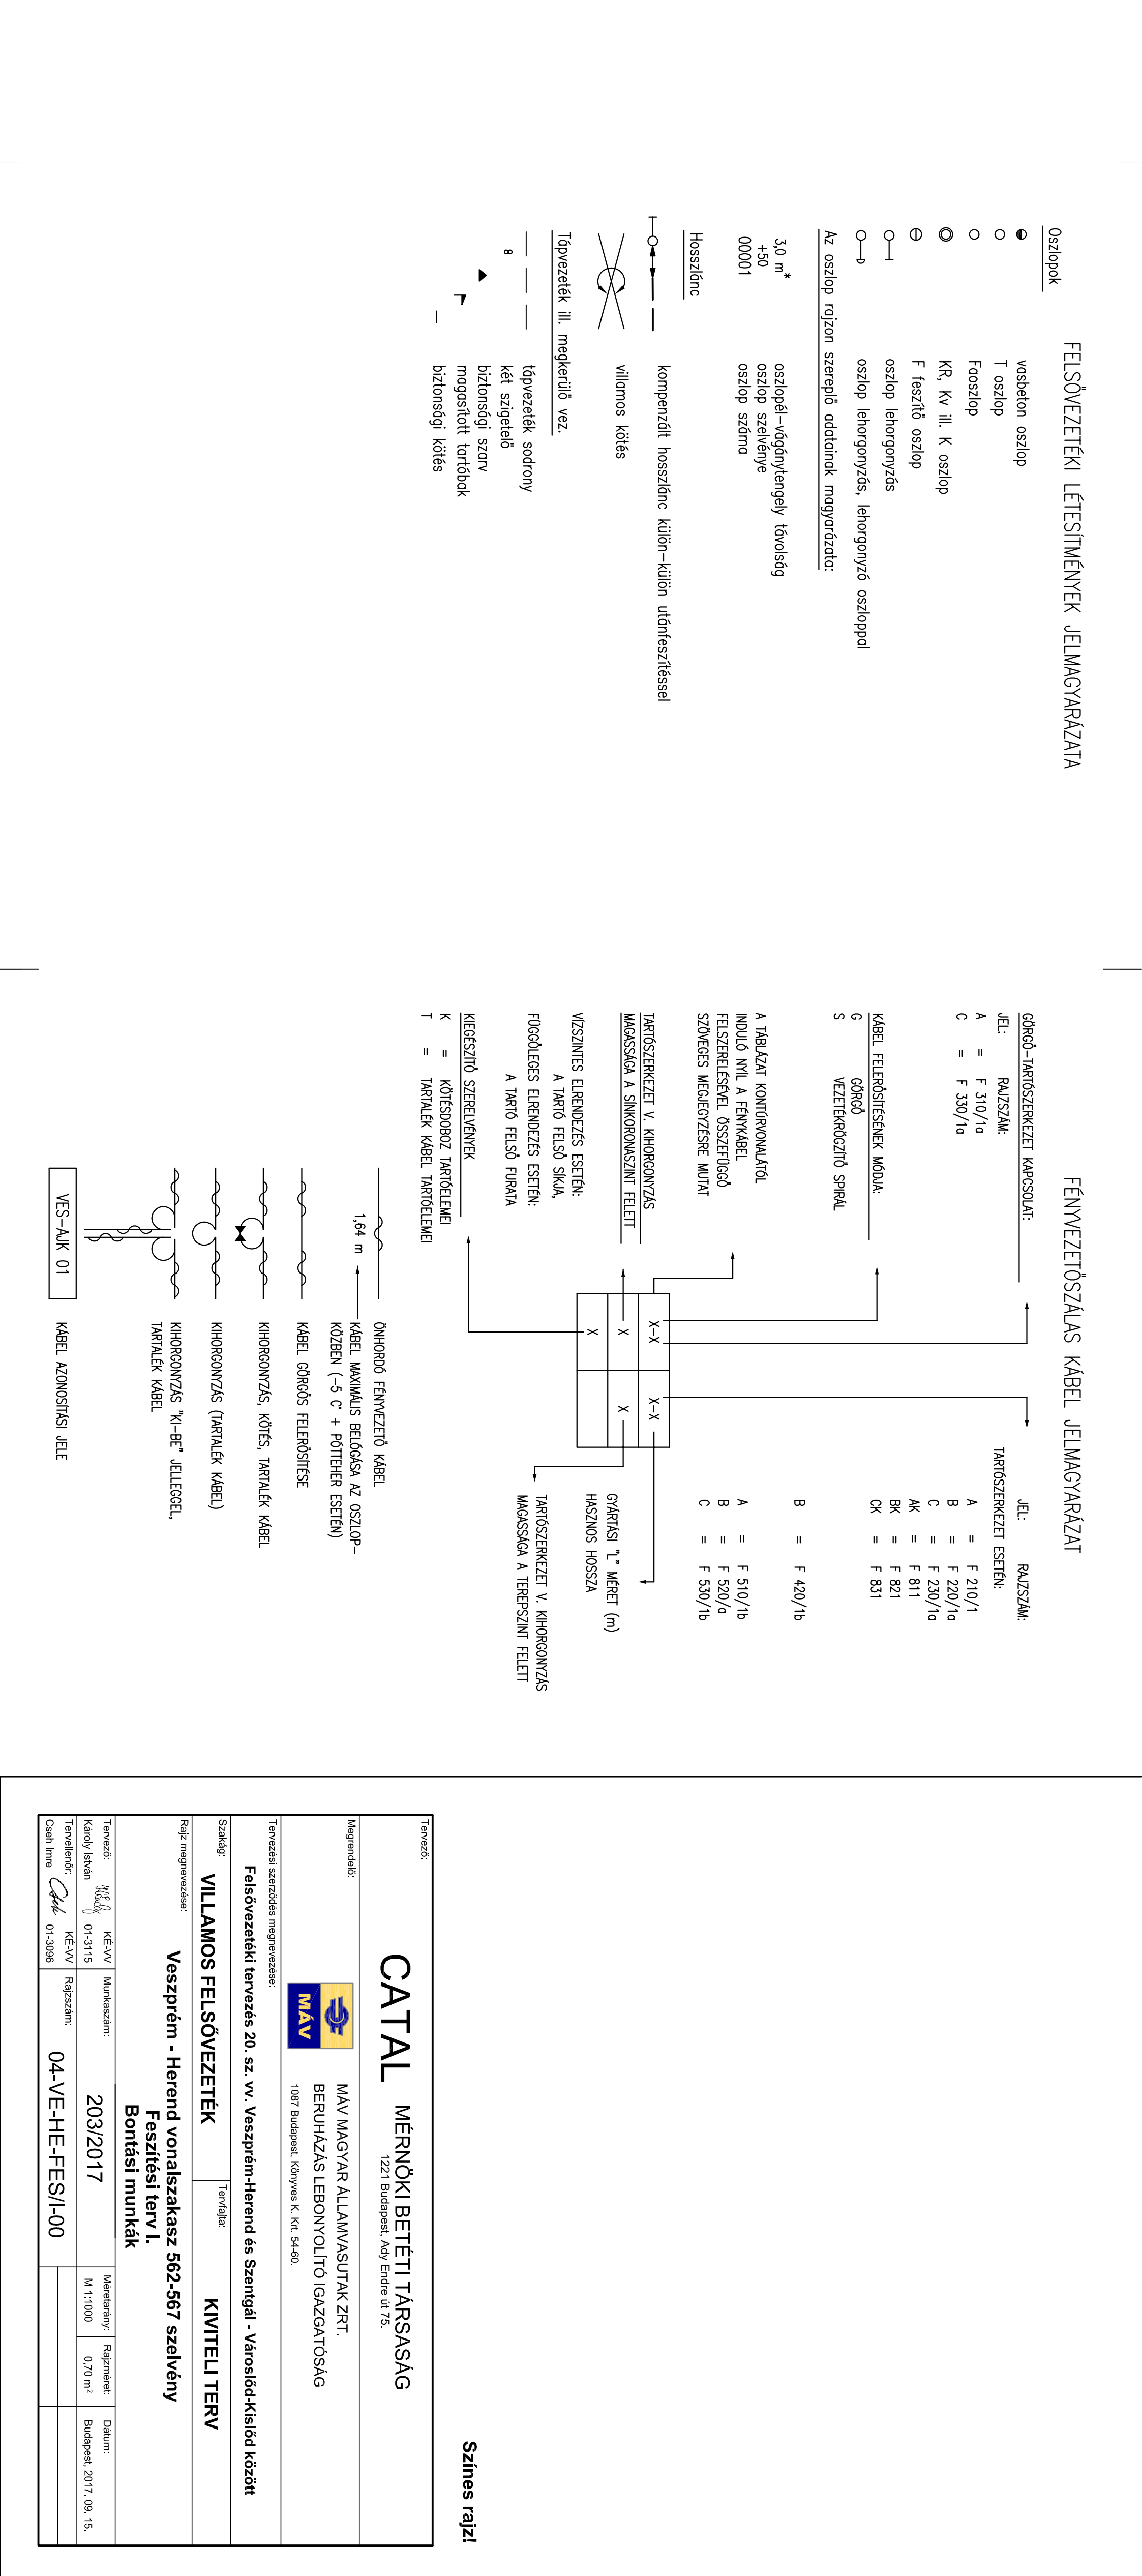 FELSŐVEZETÉKI LÉTESÍTMÉNYEK JELMAGYARÁZATA
Oszlopok
vasbeton oszlop
T oszlop
Faoszlop
KR, Kv ill. K oszlop
F feszítő oszlop
oszlop lehorgonyzás
oszlop lehorgonyzás, lehorgonyzó oszloppal
Az oszlop rajzon szereplő adatainak magyarázata:
3,0 m* oszlopél-vágánytengely távolság
+50 oszlop szelvénye
00001 oszlop száma
Hosszlánc
kompenzált hosszlánc külön-külön utánfeszítéssel
villamos kötés
Tápvezeték ill. megkerülő vez.
tápvezeték sodrony
8 két szigetelő
biztonsági szarv
magasított tartóbak
biztonsági kötés
FÉNYVEZETŐSZÁLAS KÁBEL JELMAGYARÁZAT
GÖRGŐ-TARTÓSZERKEZET KAPCSOLAT:
JEL: RAJZSZÁM:
A = F 310/1a
C = F 330/1a
KÁBEL FELERŐSÍTÉSÉNEK MÓDJA:
G GÖRGŐ
S VEZETÉKRÖGZÍTŐ SPIRÁL
A TÁBLÁZAT KONTÚRVONALÁTÓL
INDULÓ NYÍL A FÉNYKÁBEL
FELSZERELÉSÉVEL ÖSSZEFÜGGŐ
SZÖVEGES MEGJEGYZÉSRE MUTAT
TARTÓSZERKEZET V. KIHORGONYZÁS
MAGASSÁGA A SÍNKORONASZINT FELETT
VÍZSZINTES ELRENDEZÉS ESETÉN:
A TARTÓ FELSŐ SÍKJA,
FÜGGŐLEGES ELRENDEZÉS ESETÉN:
A TARTÓ FELSŐ FURATA
KIEGÉSZÍTŐ SZERELVÉNYEK
K = KÖTÉSDOBOZ TARTÓELEMEI
T = TARTALÉK KÁBEL TARTÓELEMEI
X-X X-X
X X
X
JEL: RAJZSZÁM:
TARTÓSZERKEZET ESETÉN:
A = F 210/1
B = F 220/1a
C = F 230/1a
AK = F 811
BK = F 821
CK = F 831
B = F 420/1b
A = F 510/1b
B = F 520/a
C = F 530/1b
GYÁRTÁSI "L" MÉRET (m)
HASZNOS HOSSZA
TARTÓSZERKEZET V. KIHORGONYZÁS
MAGASSÁGA A TEREPSZINT FELETT
ÖNHORDÓ FÉNYVEZETŐ KÁBEL
1,64 m KÁBEL MAXIMÁLIS BELÓGÁSA AZ OSZLOP-
KÖZBEN (-5 C° + PÓTTEHER ESETÉN)
KÁBEL GÖRGŐS FELERŐSÍTÉSE
KIHORGONYZÁS, KÖTÉS, TARTALÉK KÁBEL
KIHORGONYZÁS (TARTALÉK KÁBEL)
KIHORGONYZÁS "KI-BE" JELLEGGEL,
TARTALÉK KÁBEL
VES-AJK 01 KÁBEL AZONOSÍTÁSI JELE
Színes rajz!
Tervező:
CATAL MÉRNÖKI BETÉTI TÁRSASÁG
1221 Budapest, Ady Endre út 75.
Megrendelő:
MÁV
MÁV MAGYAR ÁLLAMVASUTAK ZRT.
BERUHÁZÁS LEBONYOLÍTÓ IGAZGATÓSÁG
1087 Budapest, Könyves K. Krt. 54-60.
Tervezési szerződés megnevezése:
Felsővezetéki tervezés 20. sz. vv. Veszprém-Herend és Szentgál - Városlőd-Kislőd között
Szakág: VILLAMOS FELSŐVEZETÉK
Tervfajta: KIVITELI TERV
Rajz megnevezése:
Veszprém - Herend vonalszakasz 562-567 szelvény
Feszítési terv I.
Bontási munkák
Tervező: KÉ-VV
Károly István 01-3115
Munkaszám: 203/2017
Méretarány: M 1:1000
Rajzméret: 0,70 m²
Dátum: Budapest, 2017. 09. 15.
Tervellenőr: KÉ-VV
Cseh Imre 01-3096
Rajzszám: 04-VE-HE-FES/I-00